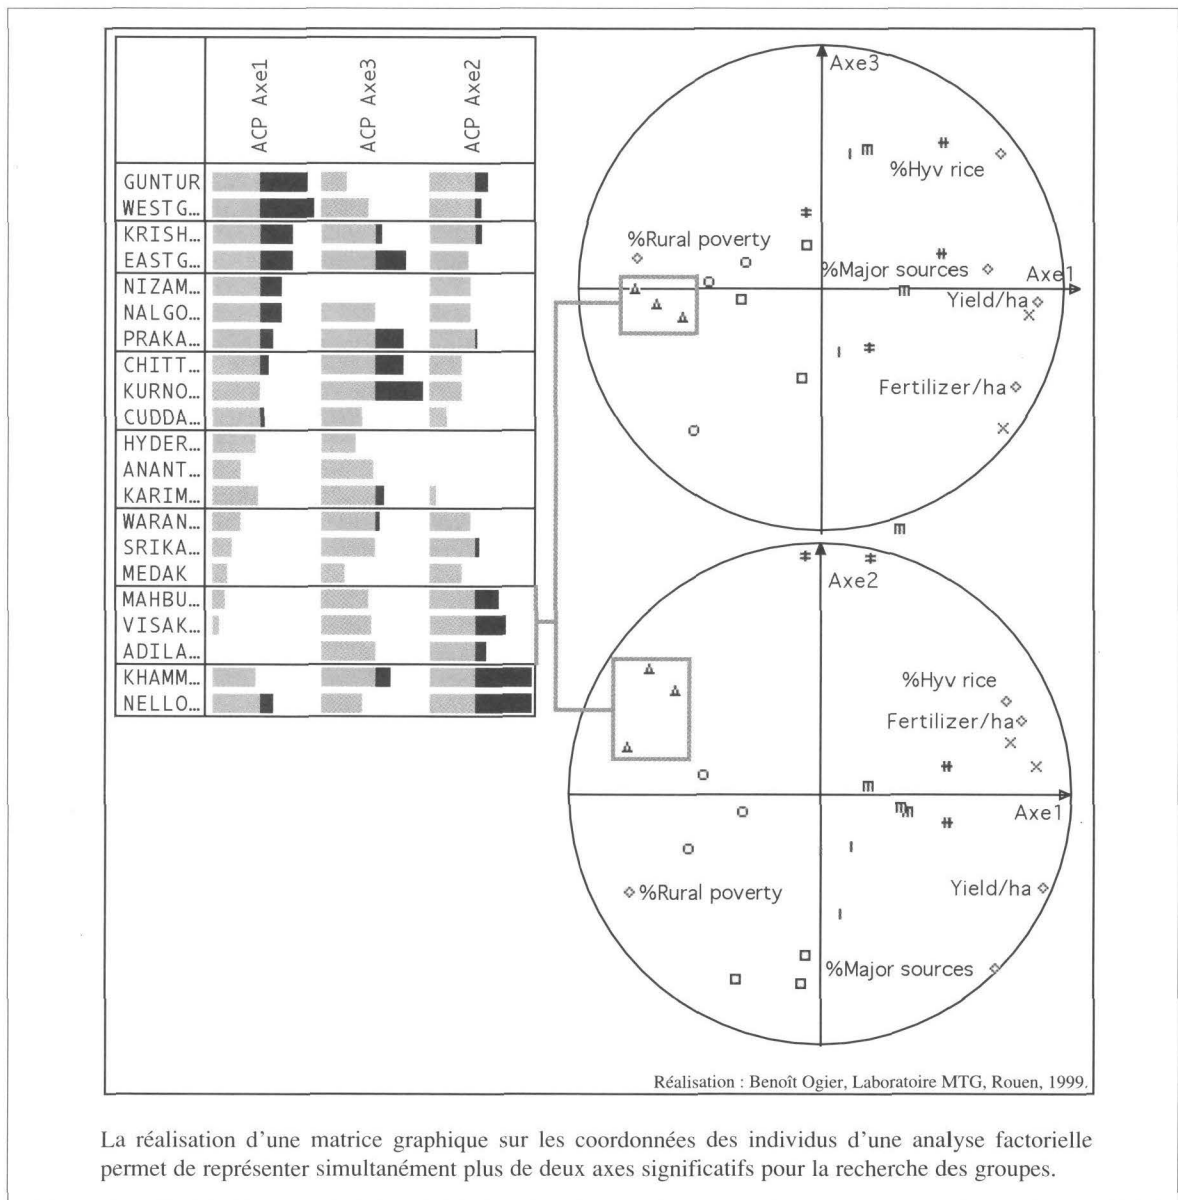 ACP Axe1
ACP Axe3
ACP Axe2
GUNTUR
WESTG…
KRISH…
EASTG…
NIZAM…
NALGO…
PRAKA…
CHITT…
KURNO…
CUDDA…
HYDER…
ANANT…
KARIM…
WARAN…
SRIKA…
MEDAK
MAHBU…
VISAK…
ADILA…
KHAMM…
NELLO…
Axe3
%Hyv rice
%Rural poverty
%Major sources
Axe1
Yield/ha
Fertilizer/ha
Axe2
%Hyv rice
Fertilizer/ha
Axe1
%Rural poverty
Yield/ha
%Major sources
Réalisation : Benoît Ogier, Laboratoire MTG, Rouen, 1999.
La réalisation d'une matrice graphique sur les coordonnées des individus d'une analyse factorielle
permet de représenter simultanément plus de deux axes significatifs pour la recherche des groupes.